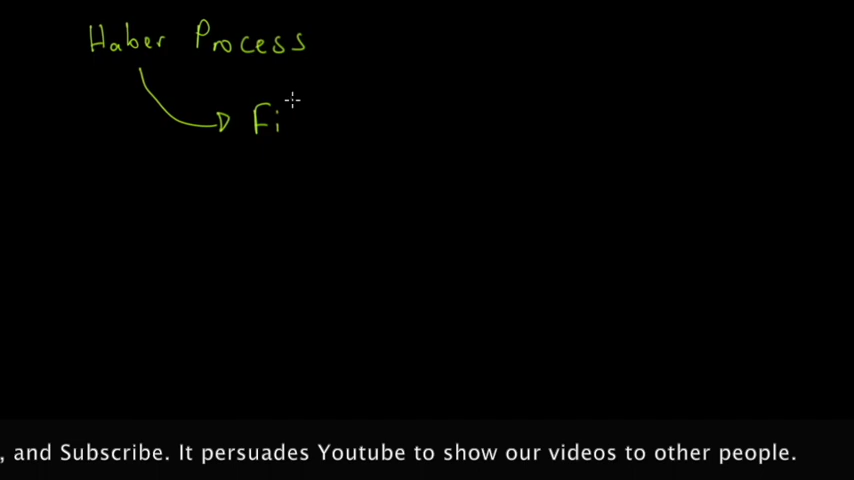 Haber Process
Fi
, and Subscribe. It persuades Youtube to show our videos to other people.